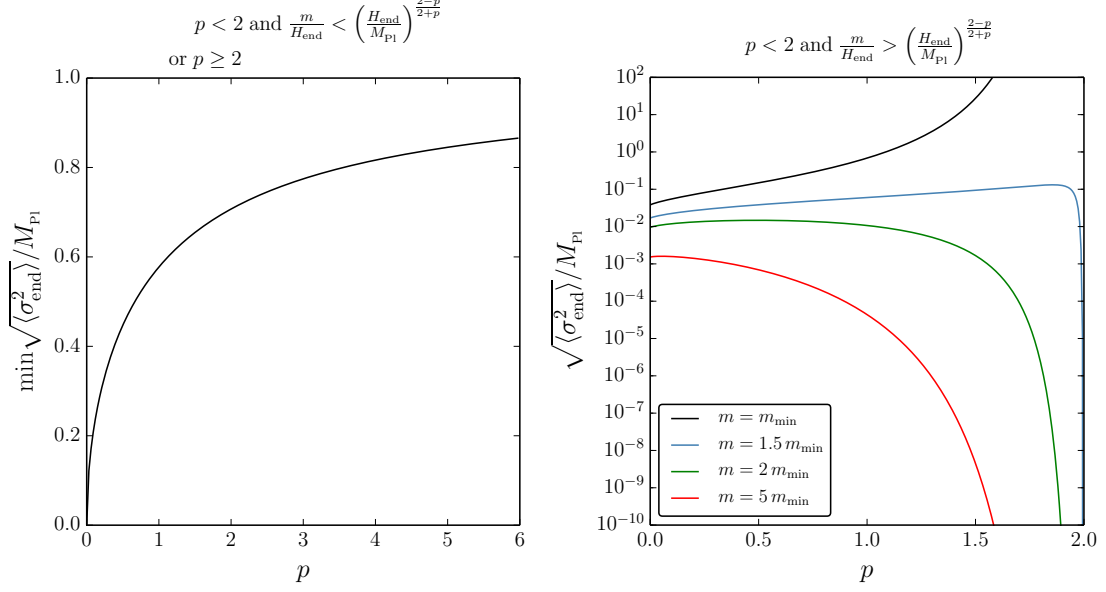 p < 2 and m/H_end < (H_end/M_Pl)^((2−p)/(2+p))
or p ≥ 2
min√⟨σ²_end⟩/M_Pl
1.0
0.8
0.6
0.4
0.2
0.0
0 1 2 3 4 5 6
p
p < 2 and m/H_end > (H_end/M_Pl)^((2−p)/(2+p))
√⟨σ²_end⟩/M_Pl
10²
10¹
10⁰
10⁻¹
10⁻²
10⁻³
10⁻⁴
10⁻⁵
10⁻⁶
10⁻⁷
10⁻⁸
10⁻⁹
10⁻¹⁰
m = m_min
m = 1.5 m_min
m = 2 m_min
m = 5 m_min
0.0 0.5 1.0 1.5 2.0
p